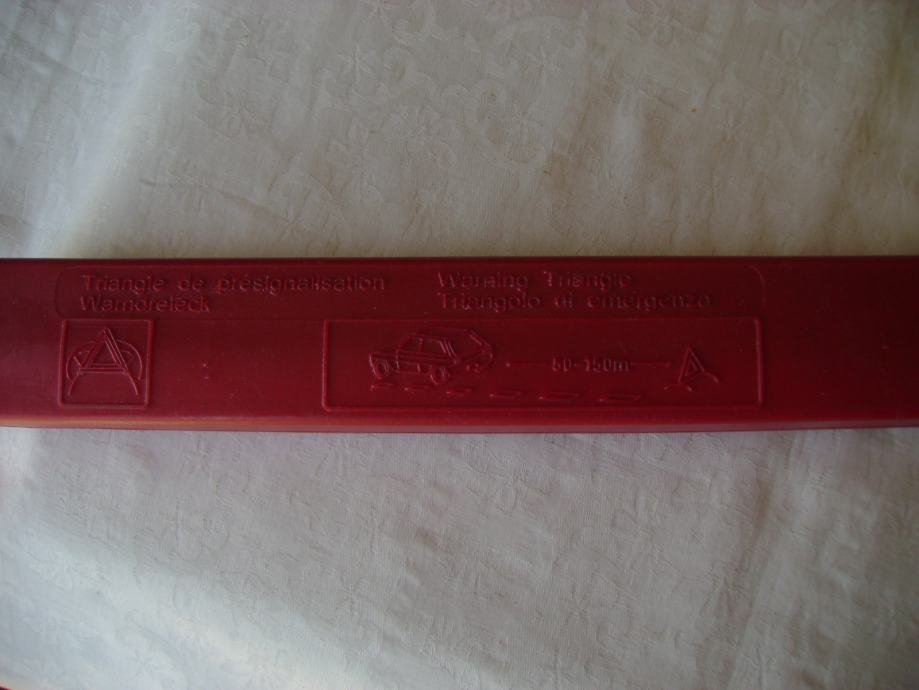 Triangle de présignalisation
Warndreieck
Warning Triangle
Triangolo di emergenza
50-150m